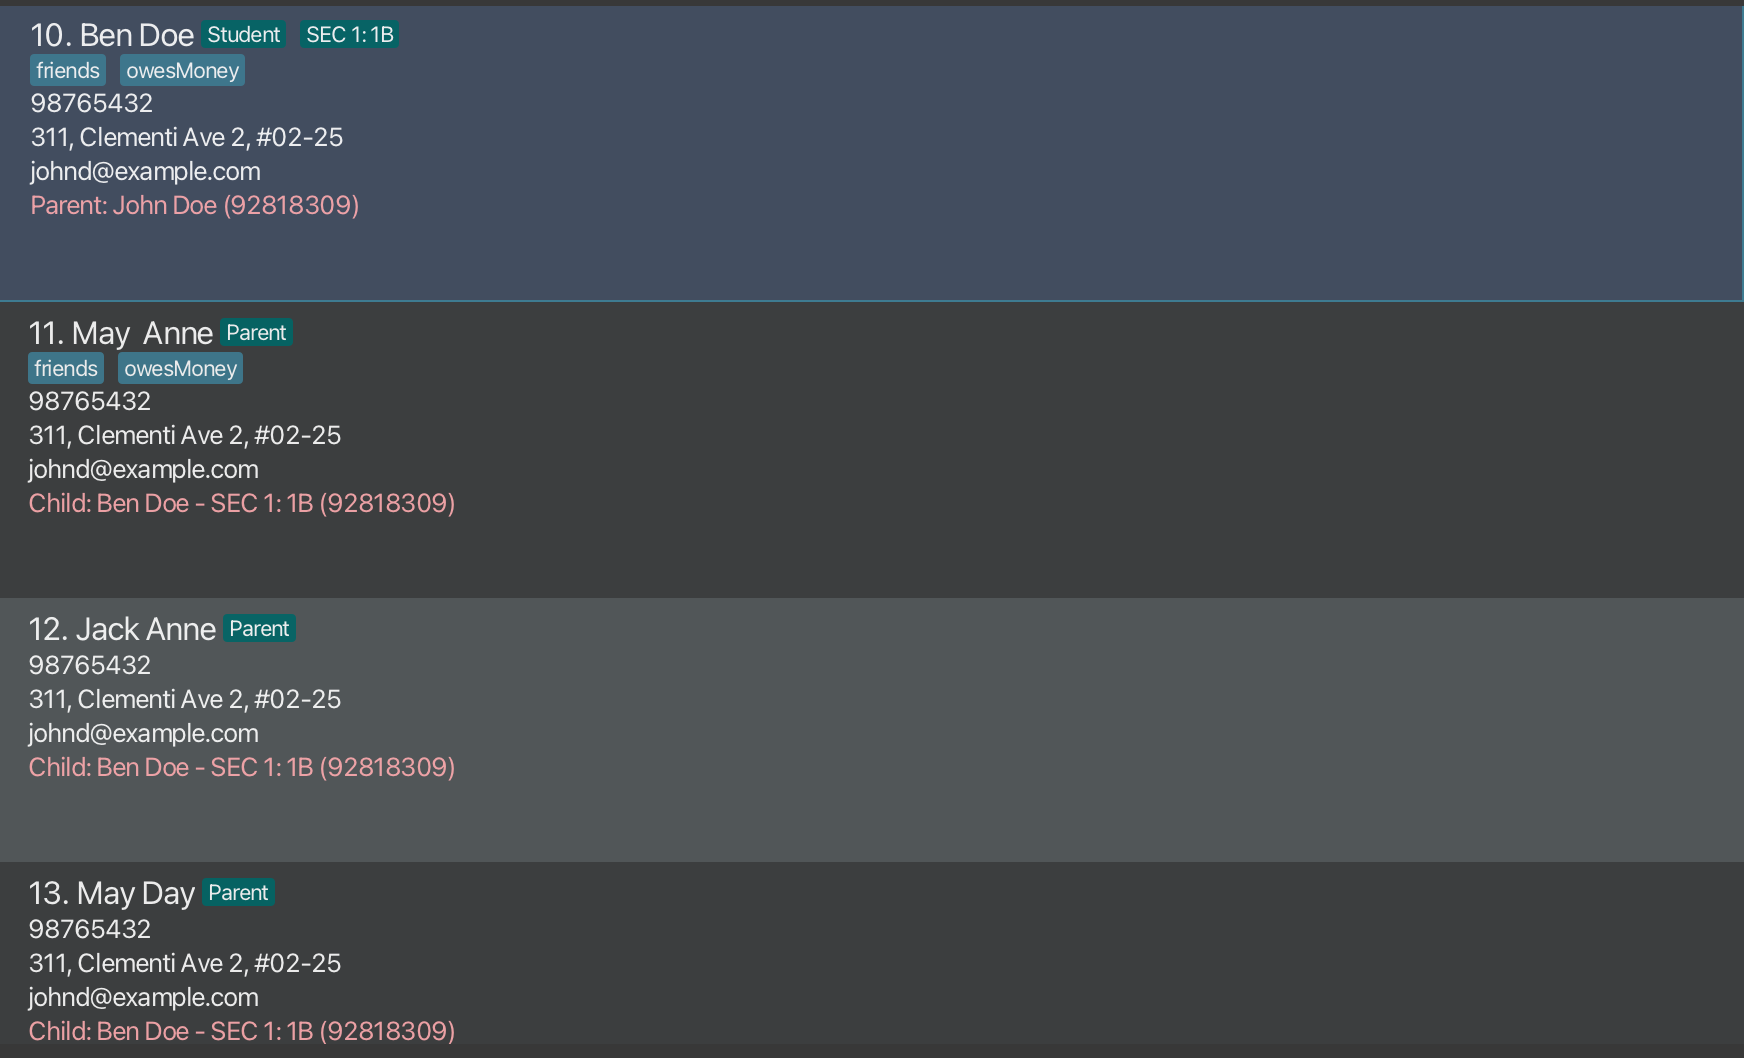 10. Ben Doe Student SEC 1: 1B
friends owesMoney
98765432
311, Clementi Ave 2, #02-25
johnd@example.com
Parent: John Doe (92818309)
11. May  Anne Parent
friends owesMoney
98765432
311, Clementi Ave 2, #02-25
johnd@example.com
Child: Ben Doe - SEC 1: 1B (92818309)
12. Jack Anne Parent
98765432
311, Clementi Ave 2, #02-25
johnd@example.com
Child: Ben Doe - SEC 1: 1B (92818309)
13. May Day Parent
98765432
311, Clementi Ave 2, #02-25
johnd@example.com
Child: Ben Doe - SEC 1: 1B (92818309)